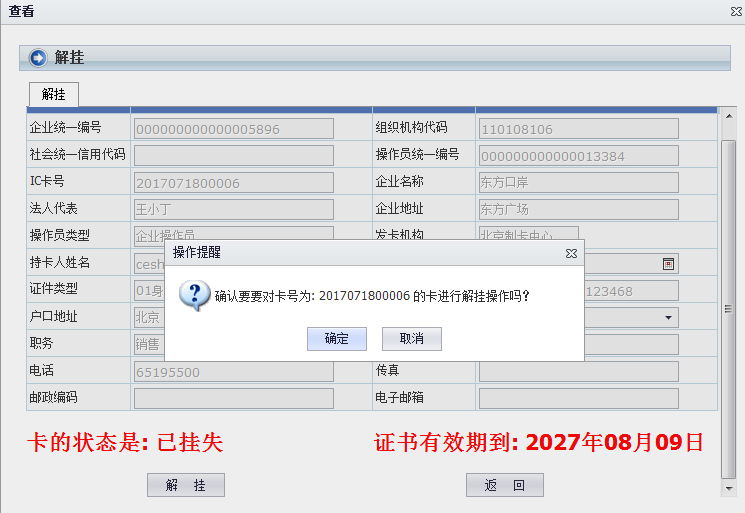 查看
解挂
解挂
企业统一编号 000000000000005896 组织机构代码 110108106
社会统一信用代码 操作员统一编号 000000000000013384
IC卡号 2017071800006 企业名称 东方口岸
法人代表 王小丁 企业地址 东方广场
操作员类型 企业操作员 发卡机构 北京制卡中心
操作提醒
持卡人姓名 cesh
确认要要对卡号为: 2017071800006 的卡进行解挂操作吗?
证件类型 01身 123468
户口地址 北京
确定 取消
职务 销售
电话 65195500 传真
邮政编码 电子邮箱
卡的状态是: 已挂失 证书有效期到: 2027年08月09日
解 挂 返 回